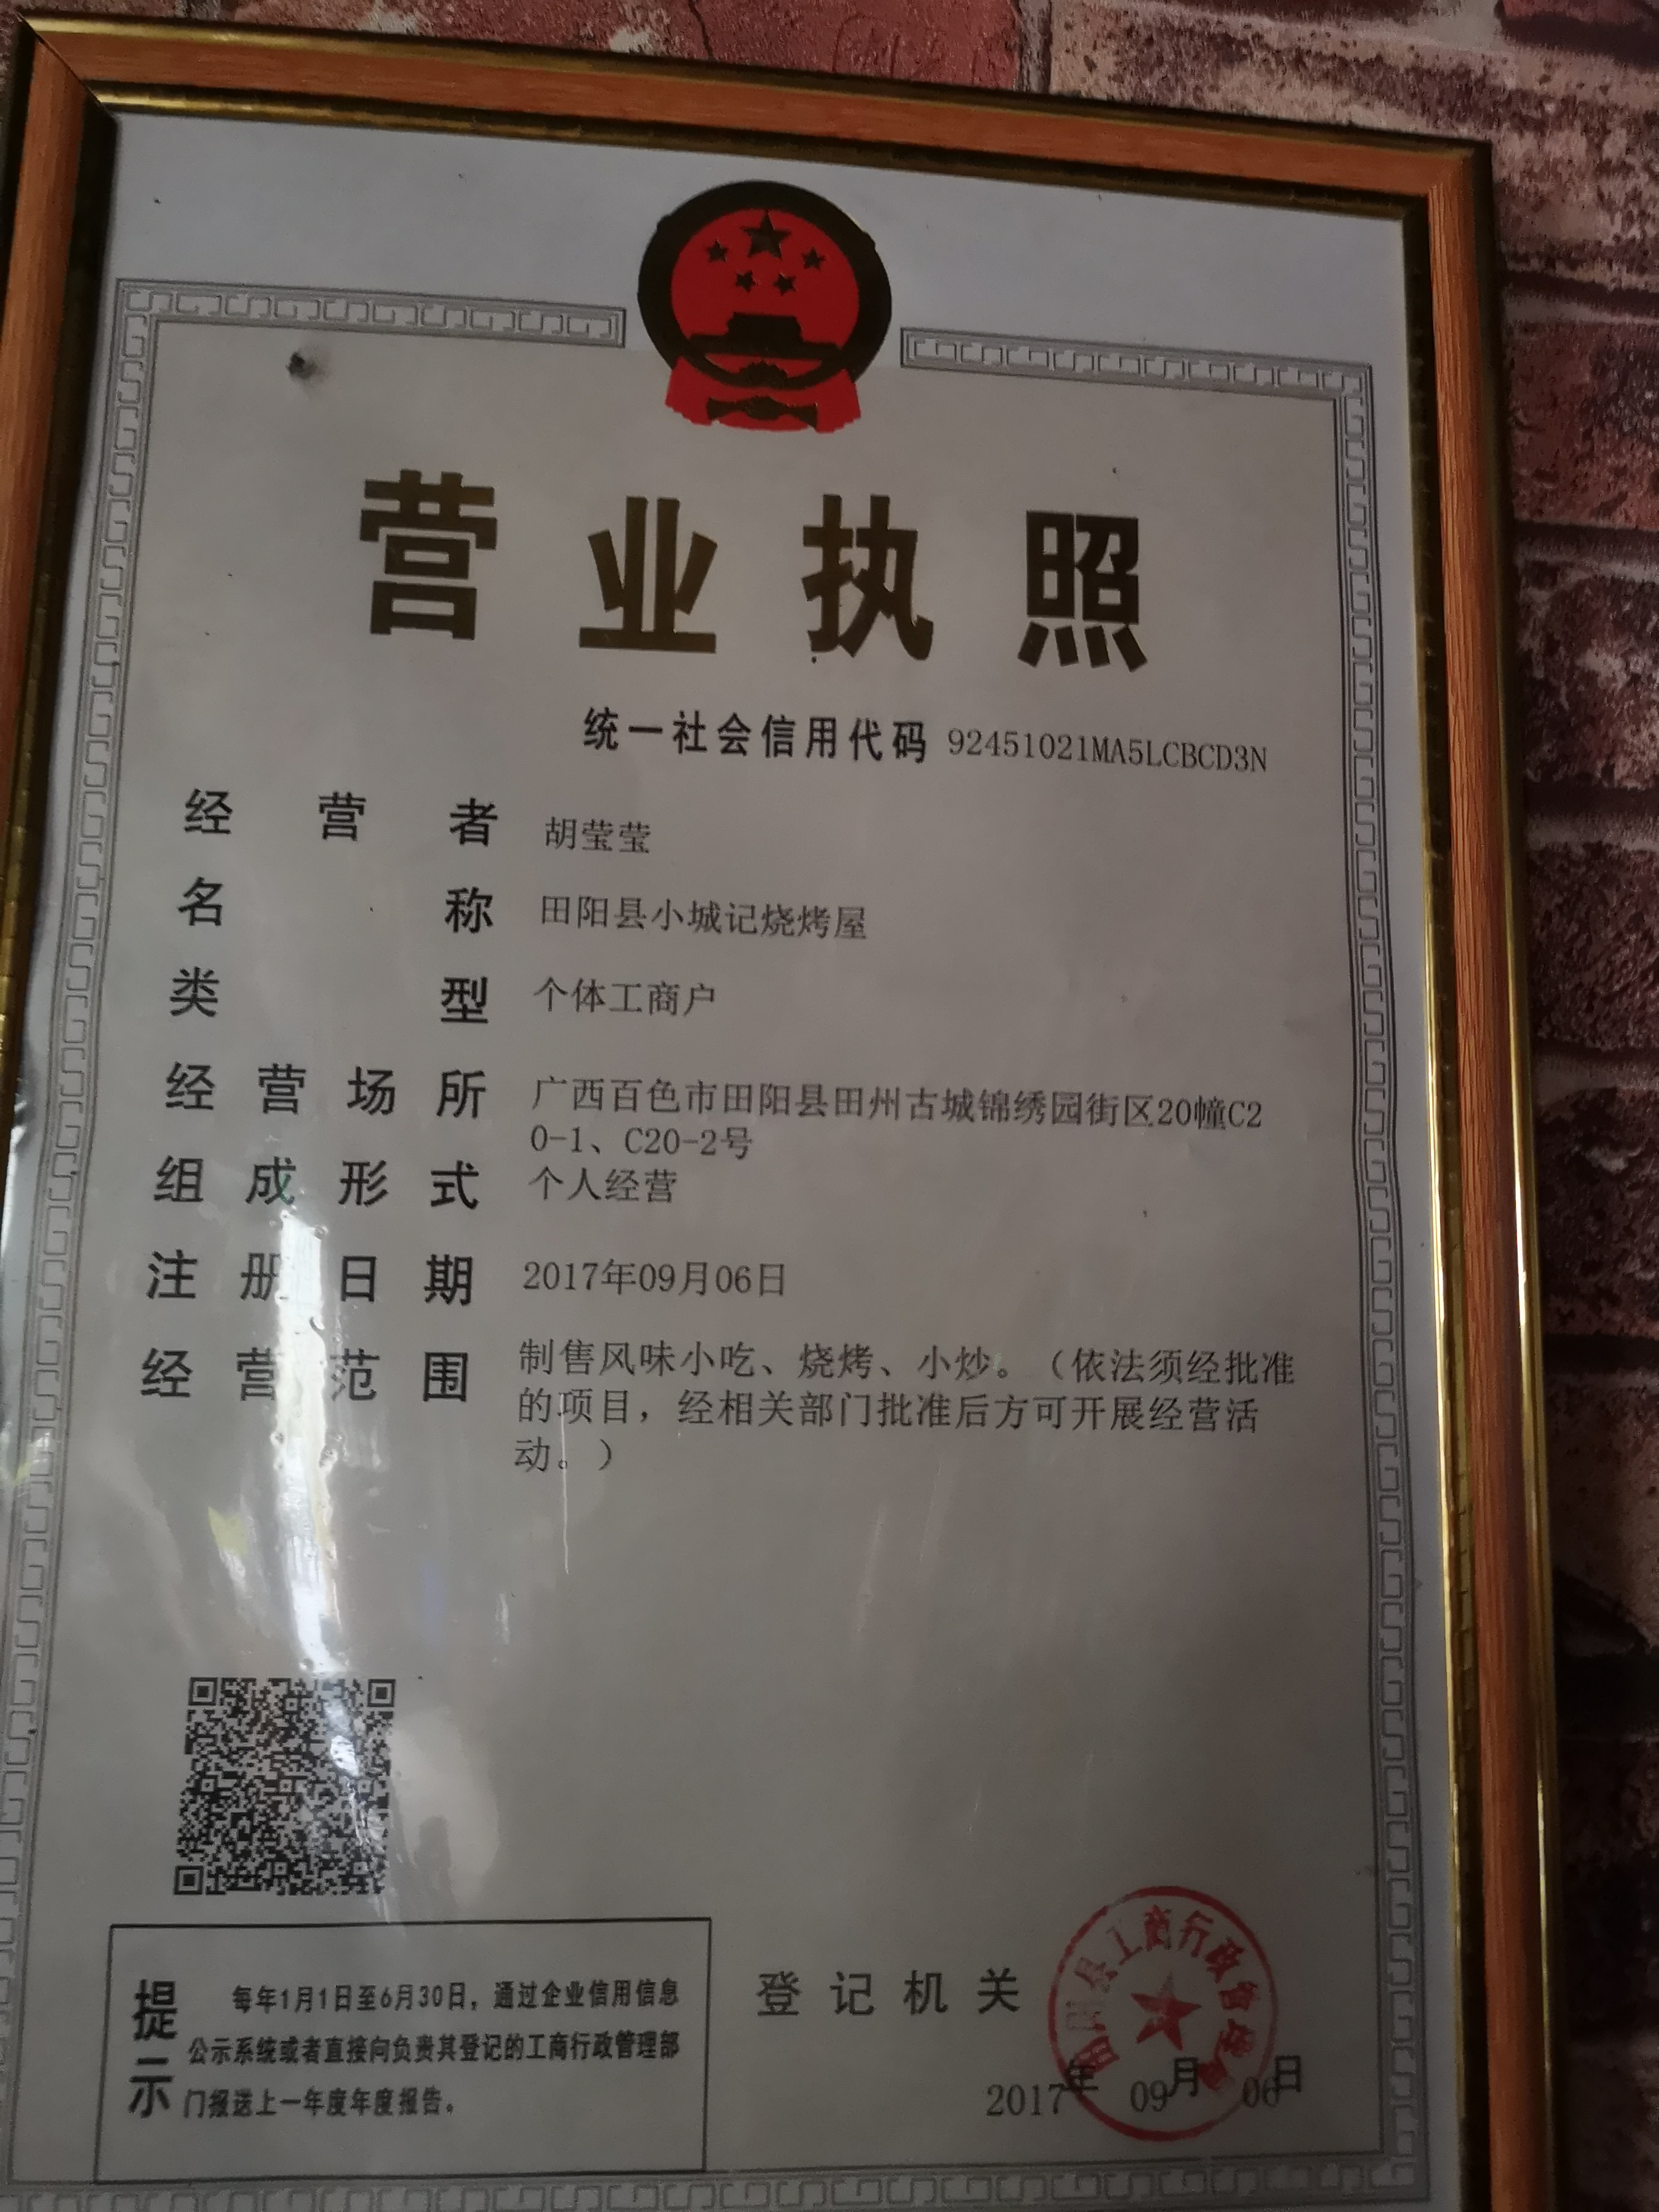 营业执照
统一社会信用代码 92451021MA5LCBCD3N
经营者 胡莹莹
名称 田阳县小城记烧烤屋
类型 个体工商户
经营场所 广西百色市田阳县田州古城锦绣园街区20幢C2
0-1、C20-2号
组成形式 个人经营
注册日期 2017年09月06日
经营范围 制售风味小吃、烧烤、小炒。（依法须经批准
的项目，经相关部门批准后方可开展经营活
动。）
提示
每年1月1日至6月30日，通过企业信用信息
公示系统或者直接向负责其登记的工商行政管理部
门报送上一年度年度报告。
登记机关
田阳县工商行政管理局
2017年 09月 06日